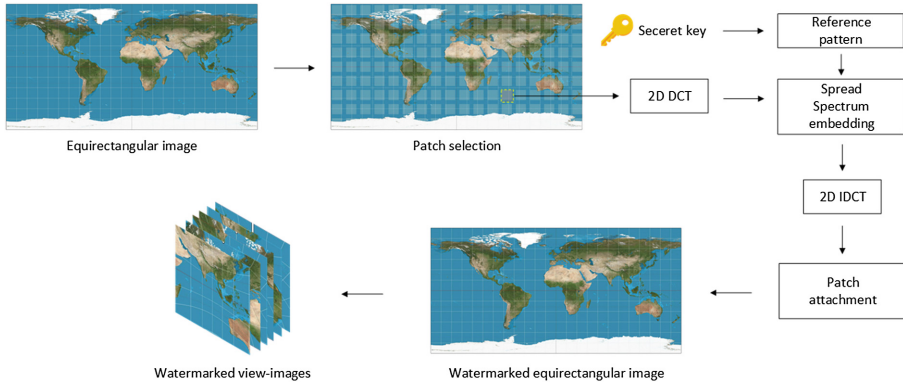 Seceret key
Reference
pattern
2D DCT
Spread
Spectrum
embedding
Equirectangular image
Patch selection
2D IDCT
Patch
attachment
Watermarked view-images
Watermarked equirectangular image